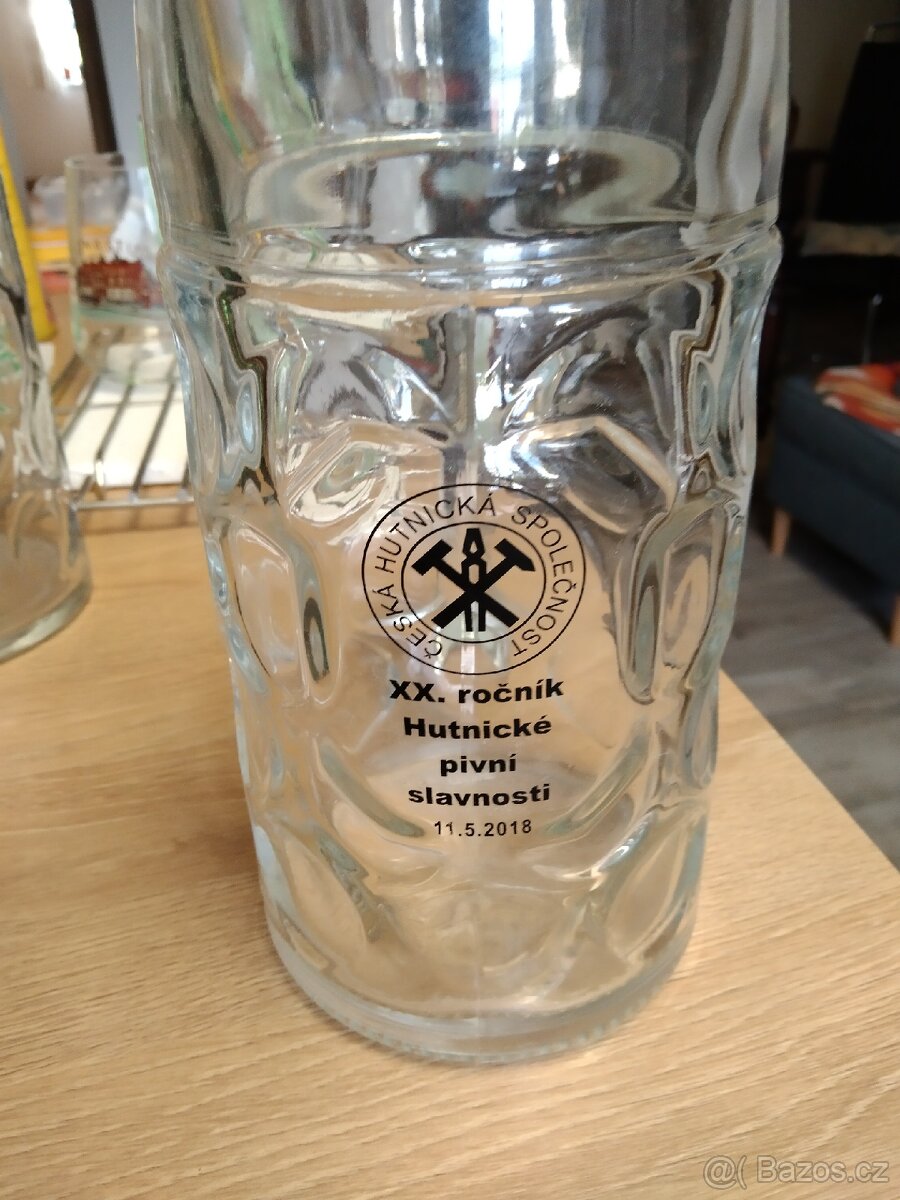 ČESKÁ HUTNICKÁ SPOLEČNOST
XX. ročník
Hutnické
pivní
slavnosti
11.5.2018
@( Bazos.cz